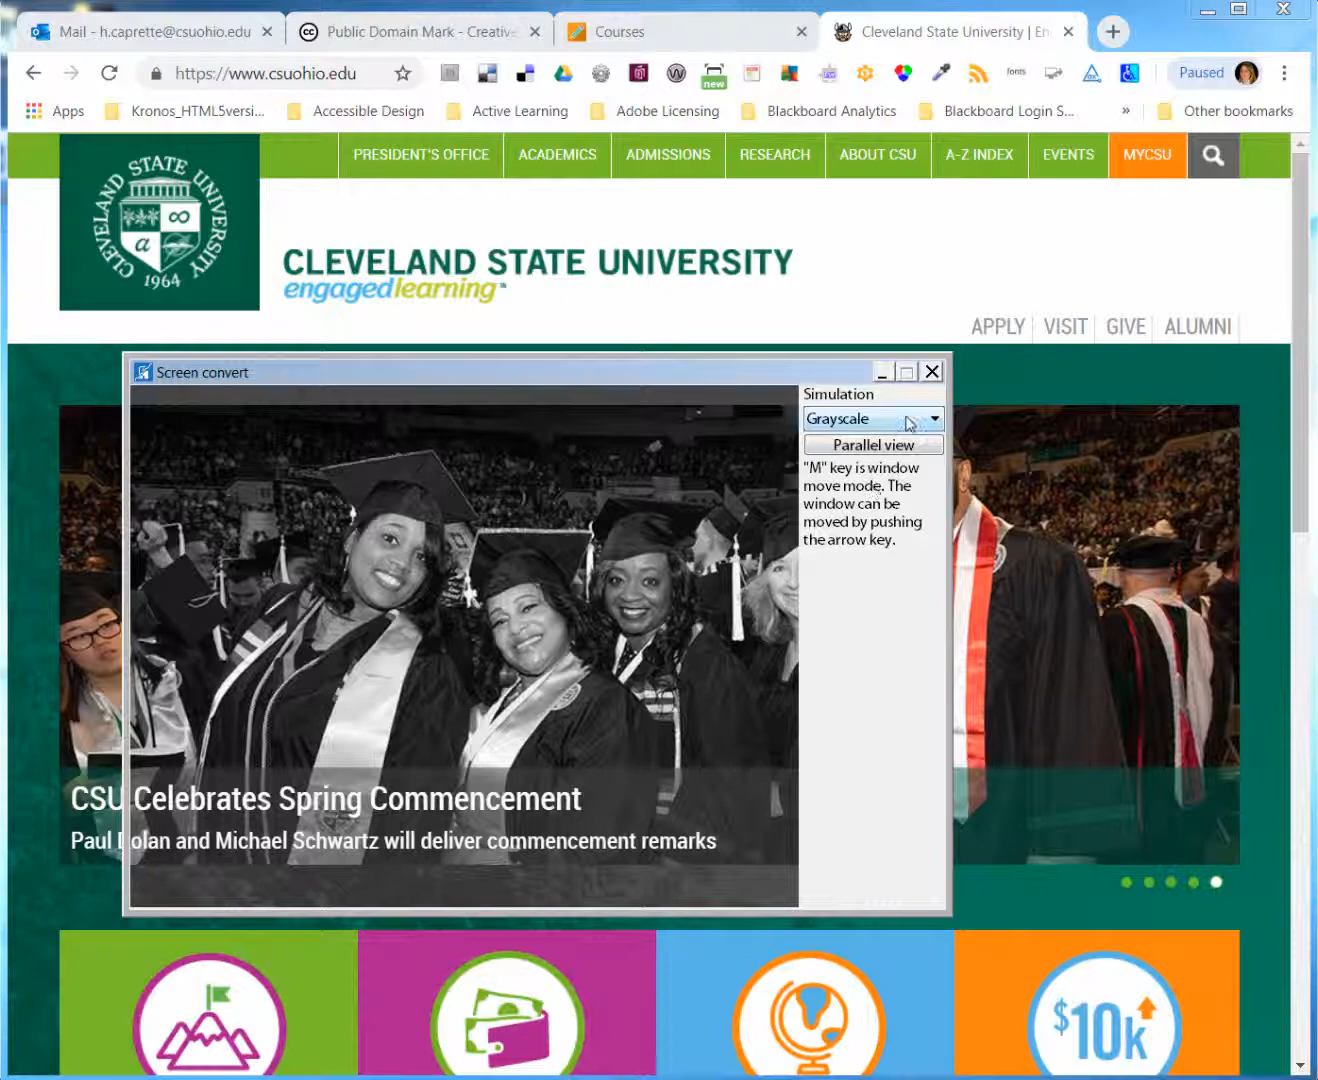 Mail - h.caprette@csuohio.edu
Public Domain Mark - Creative
Courses
Cleveland State University | En
https://www.csuohio.edu
new
fonts
Paused
Apps
Kronos_HTML5versi...
Accessible Design
Active Learning
Adobe Licensing
Blackboard Analytics
Blackboard Login S...
»
Other bookmarks
PRESIDENT'S OFFICE
ACADEMICS
ADMISSIONS
RESEARCH
ABOUT CSU
A-Z INDEX
EVENTS
MYCSU
CLEVELAND STATE UNIVERSITY
1964
CLEVELAND STATE UNIVERSITY
engagedlearning™
APPLY
VISIT
GIVE
ALUMNI
Screen convert
Simulation
Grayscale
Parallel view
"M" key is window
move mode. The
window can be
moved by pushing
the arrow key.
CSU Celebrates Spring Commencement
Paul Dolan and Michael Schwartz will deliver commencement remarks
$10k